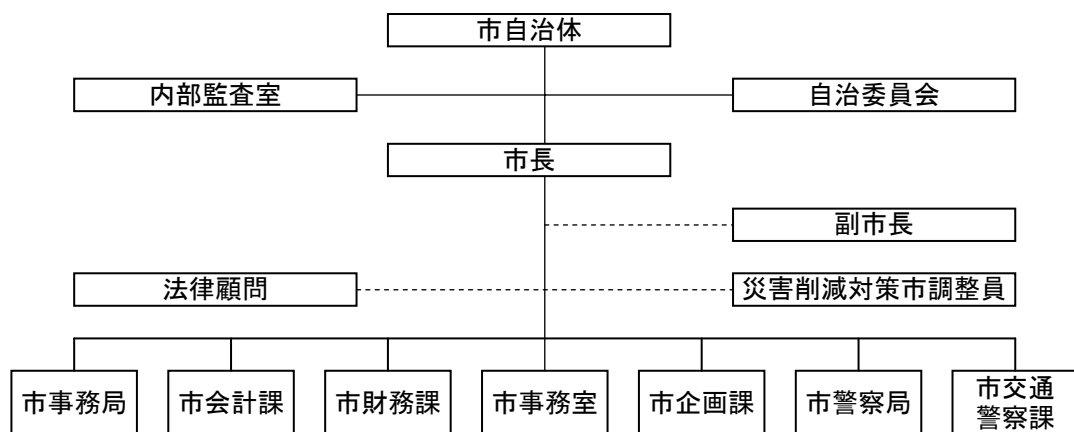 市自治体
内部監査室
自治委員会
市長
副市長
法律顧問
災害削減対策市調整員
市事務局
市会計課
市財務課
市事務室
市企画課
市警察局
市交通
警察課